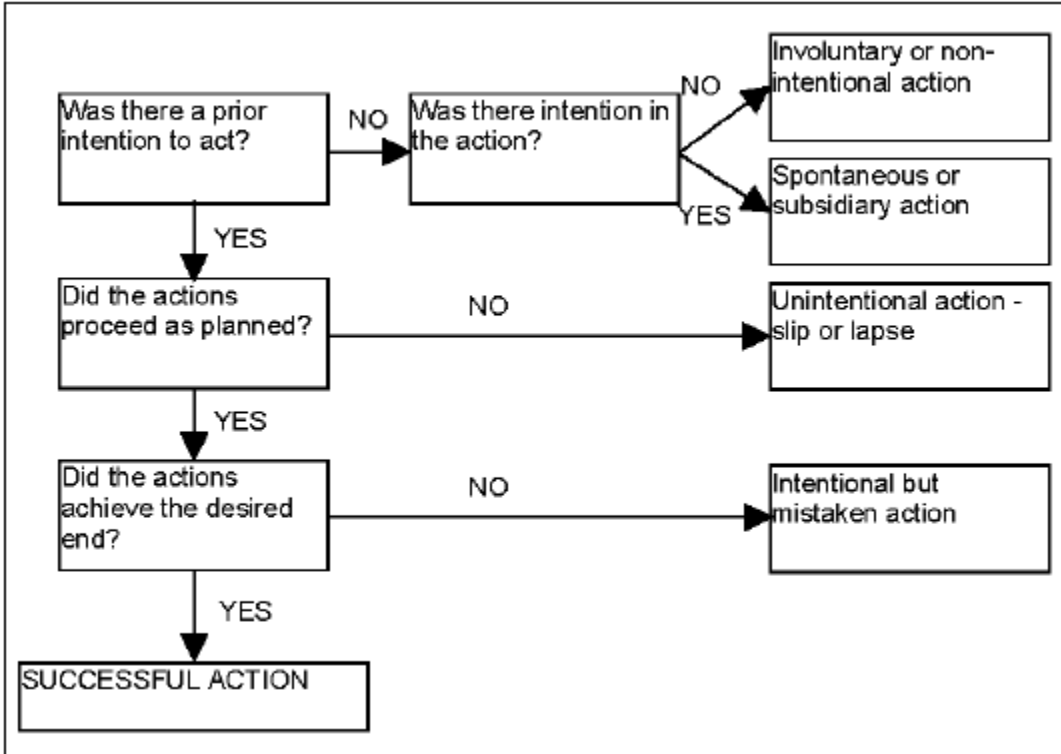 Was there a prior
intention to act?
NO
Was there intention in
the action?
NO
Involuntary or non-
intentional action
YES
Spontaneous or
subsidiary action
YES
Did the actions
proceed as planned?
NO
Unintentional action -
slip or lapse
YES
Did the actions
achieve the desired
end?
NO
Intentional but
mistaken action
YES
SUCCESSFUL ACTION